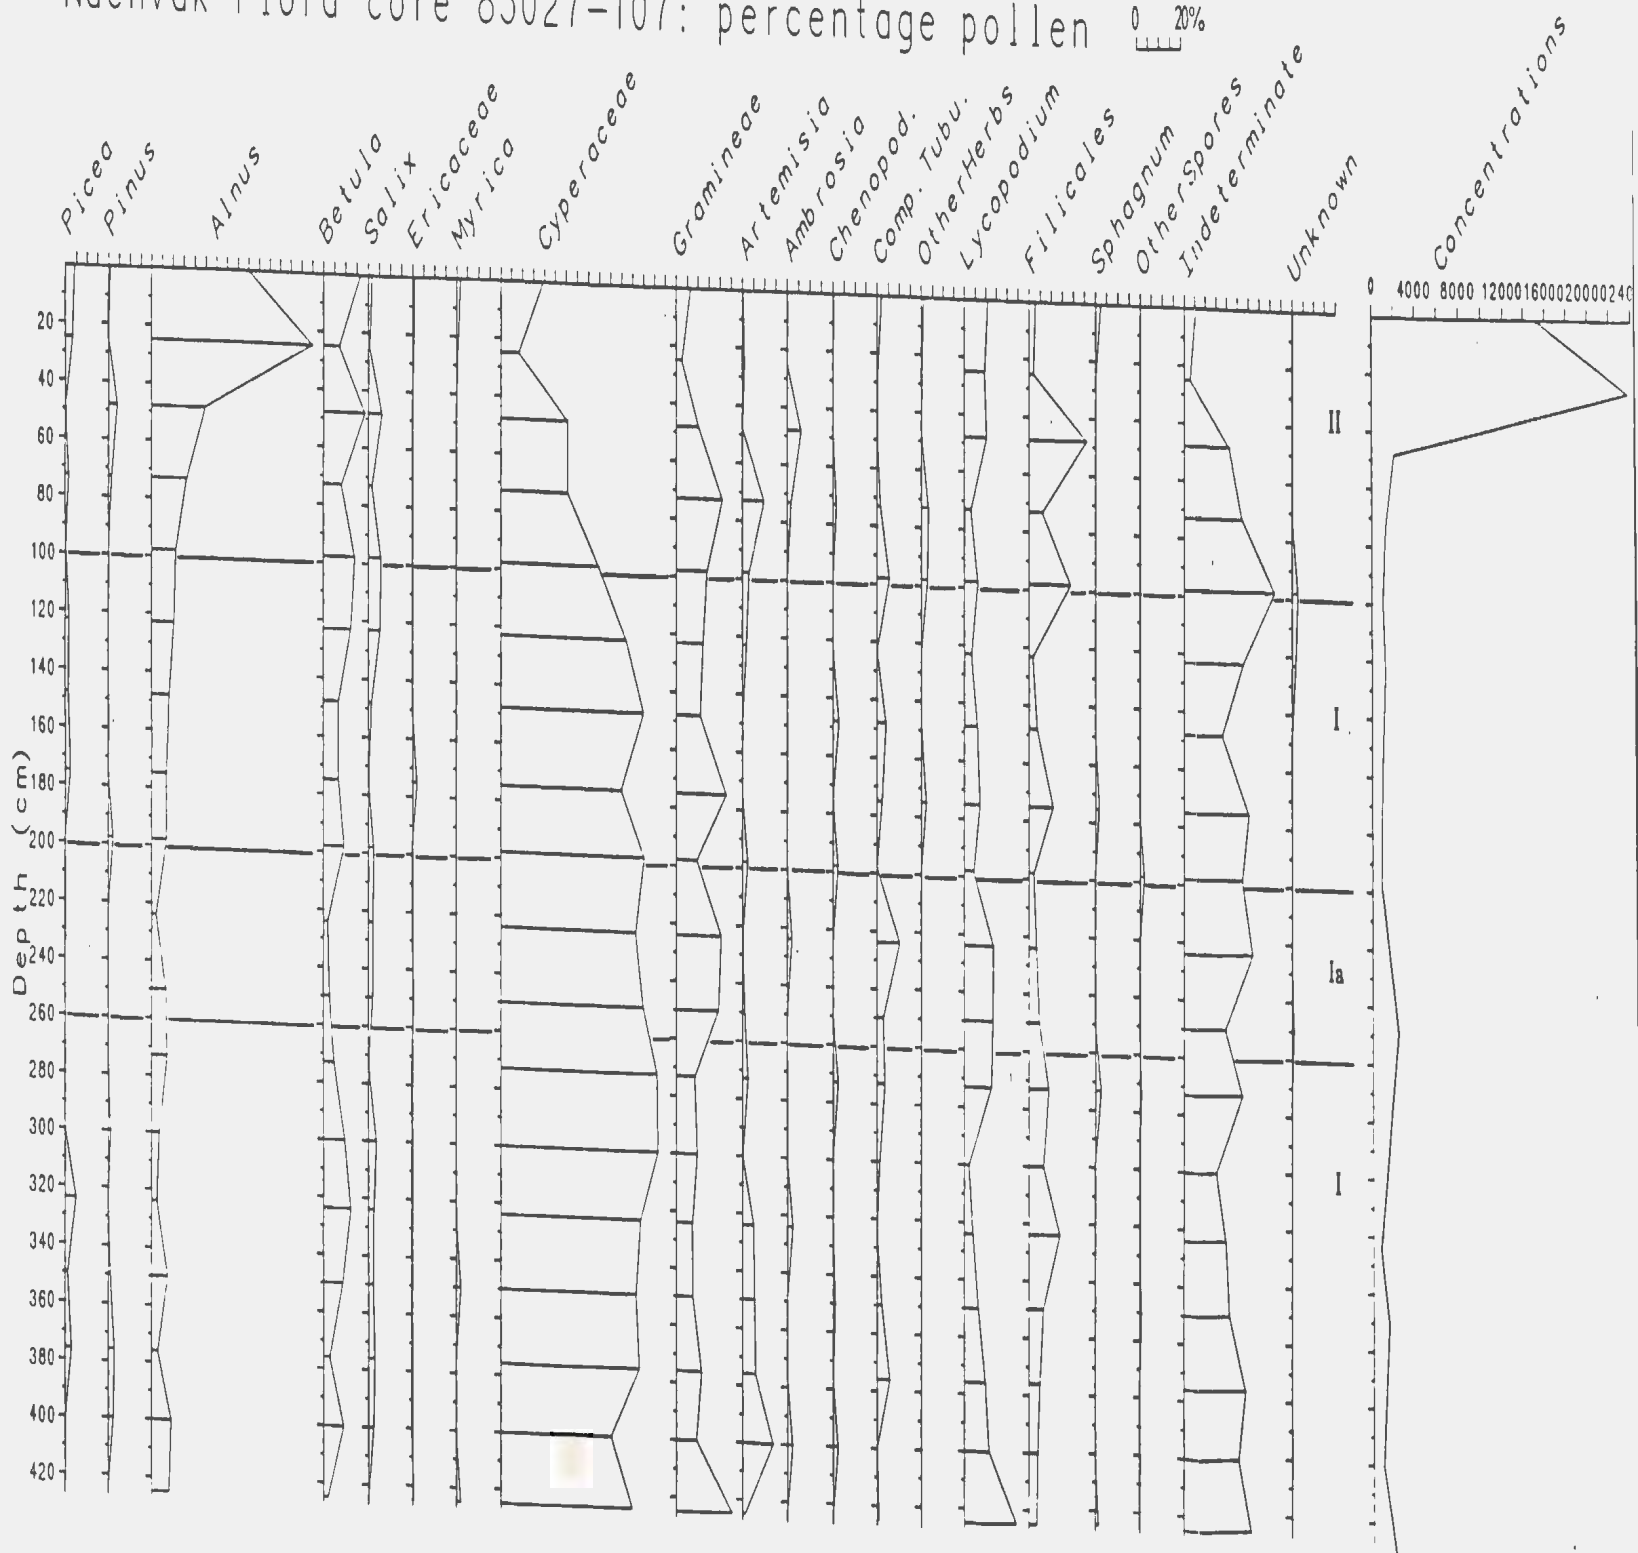 Nachvak Fiord core 85027-107: percentage pollen 0 20%
Picea Pinus Alnus Betula Salix Ericaceae Myrica Cyperaceae Gramineae Artemisia Ambrosia Chenopod. Comp. Tubu. OtherHerbs Lycopodium Filicales Sphagnum OtherSpores Indeterminate Unknown Concentrations
0 4000 8000 12000 16000 20000 240
20
40
60
80
100
120
140
160
180
200
220
240
260
280
300
320
340
360
380
400
420
Depth (cm)
II
I
Ia
I